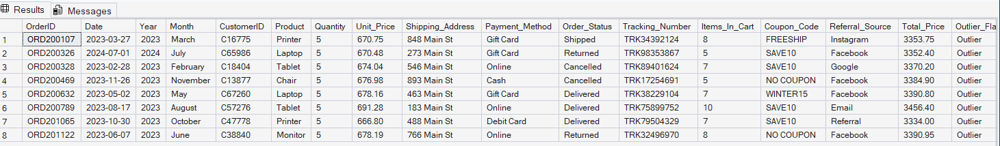 Results Messages
OrderID Date Year Month CustomerID Product Quantity Unit_Price Shipping_Address Payment_Method Order_Status Tracking_Number Items_In_Cart Coupon_Code Referral_Source Total_Price Outlier_Fla
1 ORD200107 2023-03-27 2023 March C16775 Printer 5 670.75 848 Main St Gift Card Shipped TRK34392124 8 FREESHIP Instagram 3353.75 Outlier
2 ORD200326 2024-07-01 2024 July C65986 Laptop 5 670.48 273 Main St Gift Card Returned TRK98353867 5 SAVE10 Facebook 3352.40 Outlier
3 ORD200328 2023-02-28 2023 February C18404 Tablet 5 674.04 546 Main St Online Cancelled TRK89401624 7 SAVE10 Google 3370.20 Outlier
4 ORD200469 2023-11-26 2023 November C13877 Chair 5 676.98 893 Main St Cash Cancelled TRK17254691 5 NO COUPON Facebook 3384.90 Outlier
5 ORD200632 2023-05-02 2023 May C67260 Laptop 5 678.16 463 Main St Gift Card Delivered TRK38229104 7 WINTER15 Facebook 3390.80 Outlier
6 ORD200789 2023-08-17 2023 August C57276 Tablet 5 691.28 183 Main St Online Delivered TRK75899752 10 SAVE10 Email 3456.40 Outlier
7 ORD201065 2023-10-30 2023 October C47778 Printer 5 666.80 488 Main St Debit Card Delivered TRK79504329 7 SAVE10 Referral 3334.00 Outlier
8 ORD201122 2023-06-07 2023 June C38840 Monitor 5 678.19 766 Main St Online Returned TRK32496970 8 NO COUPON Facebook 3390.95 Outlier